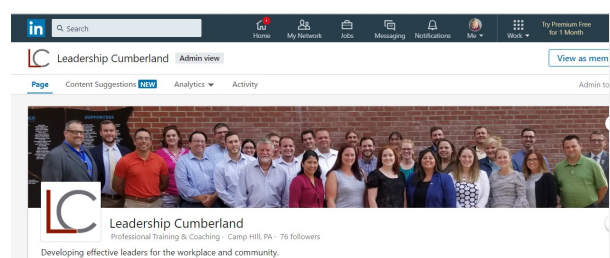 in Search Home My Network Jobs Messaging Notifications Me Work Try Premium Free
for 1 Month
LC Leadership Cumberland Admin view View as mem
Page Content Suggestions NEW Analytics Activity Admin to
SUPPORTERS
LC
Leadership Cumberland
Professional Training & Coaching · Camp Hill, PA · 76 followers
Developing effective leaders for the workplace and community.